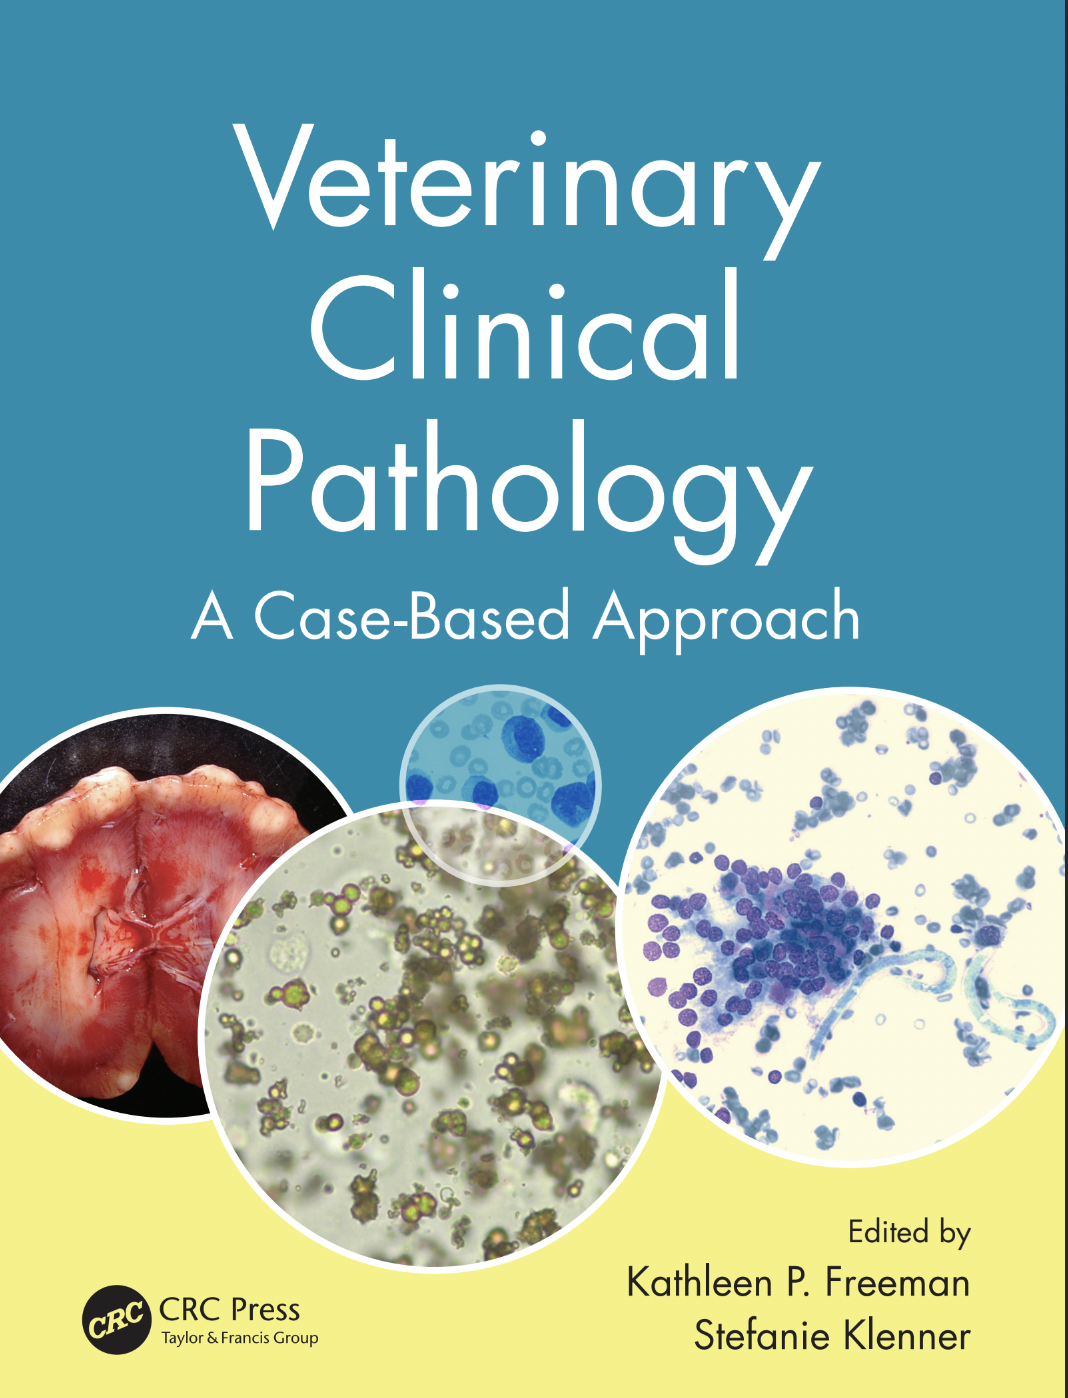 Veterinary
Clinical
Pathology
A Case-Based Approach
Edited by
Kathleen P. Freeman
Stefanie Klenner
CRC
CRC Press
Taylor & Francis Group